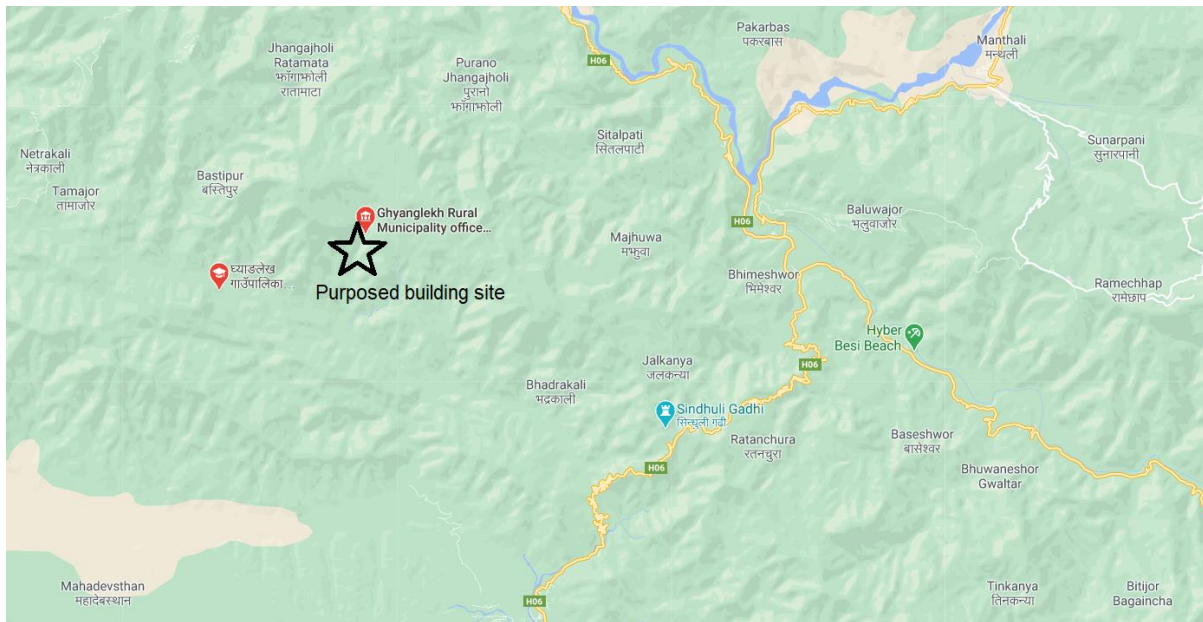 Pakarbas
पकरबास
Manthali
मन्थली
Jhangajholi
Ratamata
झाँगाझोली
रातामाटा
Purano
Jhangajholi
पुरानो
झाँगाझोली
H06
Sitalpati
सितलपाटी
Sunarpani
सुनारपानी
Netrakali
नेत्रकाली
Tamajor
तामाजोर
Bastipur
बस्तिपुर
Ghyanglekh Rural
Municipality office...
H06
Baluwajor
भलुवाजोर
Majhuwa
मझुवा
घ्याङलेख
गाउँपालिका...
Purposed building site
Bhimeshwor
भिमेश्वर
Ramechhap
रामेछाप
Hyber
Besi Beach
Jalkanya
जलकन्या
H06
Bhadrakali
भद्रकाली
Sindhuli Gadhi
सिन्धुली गढी
Ratanchura
रतनचुरा
Baseshwor
बासेश्वर
H06
Bhuwaneshor
Gwaltar
Mahadevsthan
महादेबस्थान
H06
Tinkanya
तिनकन्या
Bitijor
Bagaincha